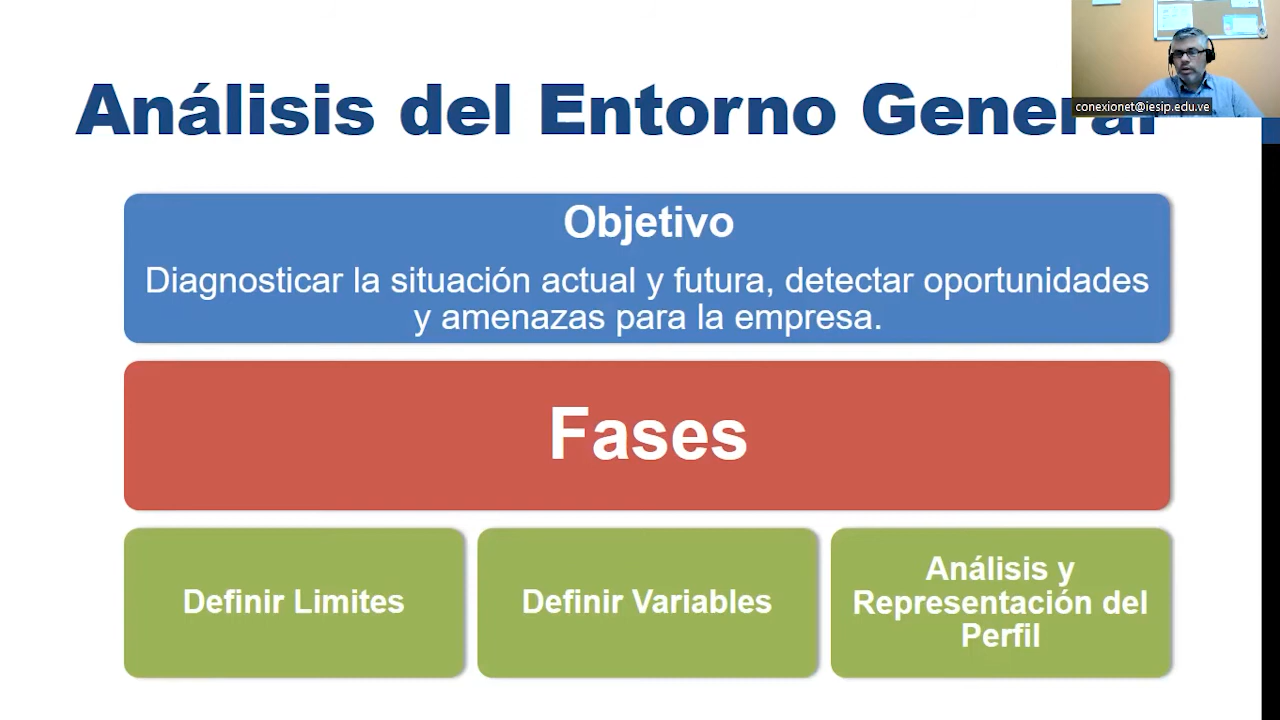 conexionet@iesip.edu.ve
Análisis del Entorno General
Objetivo
Diagnosticar la situación actual y futura, detectar oportunidades
y amenazas para la empresa.
Fases
Definir Limites
Definir Variables
Análisis y
Representación del
Perfil